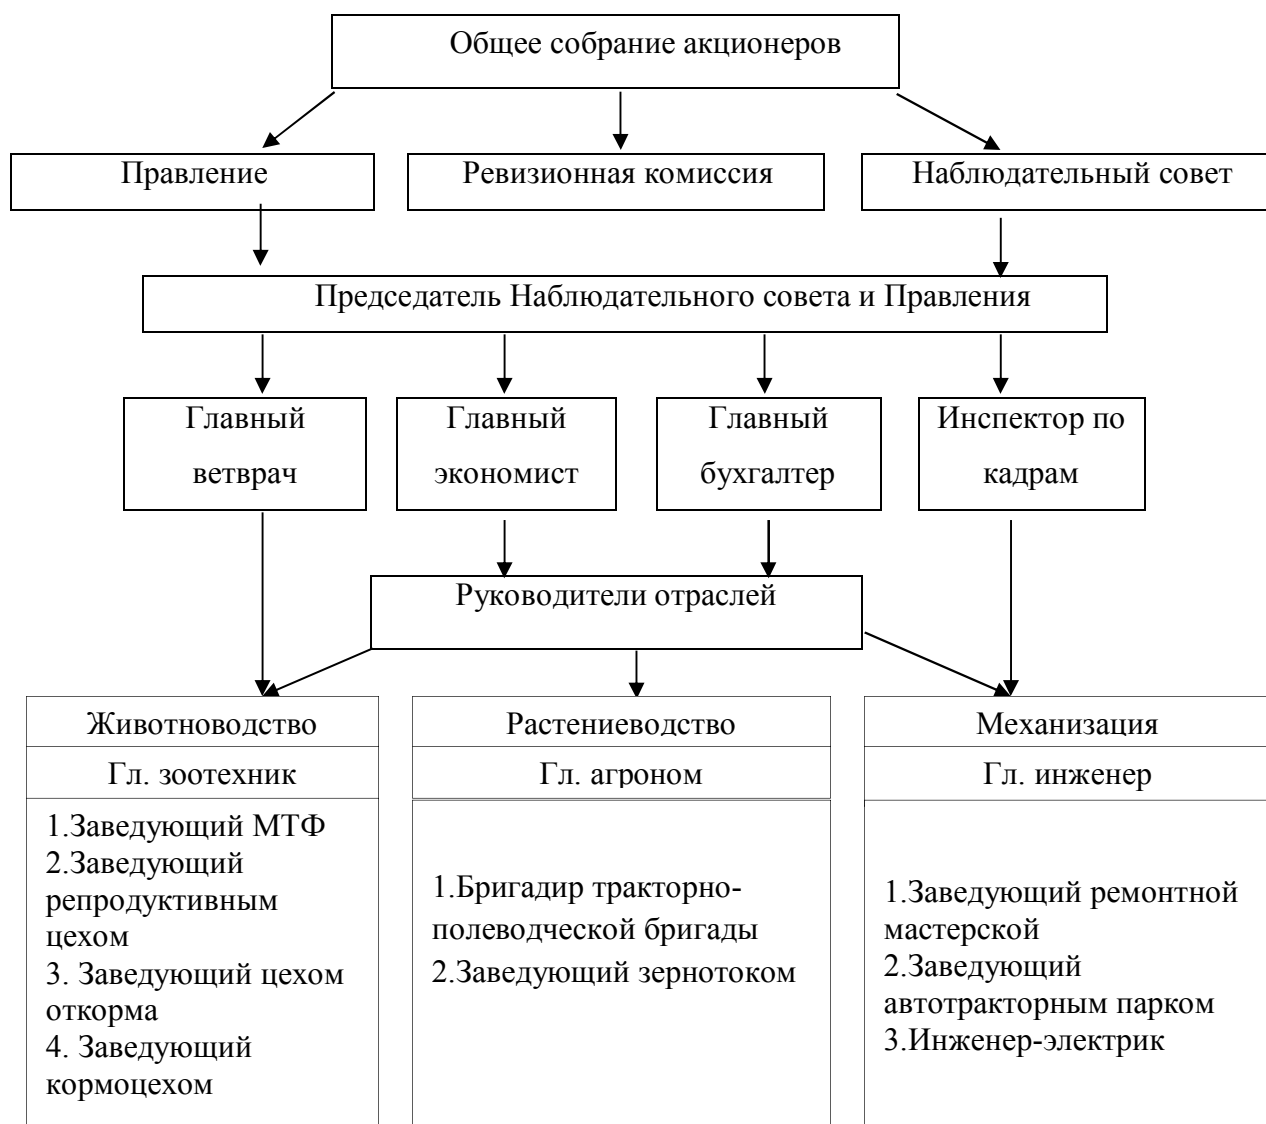 Общее собрание акционеров
Правление
Ревизионная комиссия
Наблюдательный совет
Председатель Наблюдательного совета и Правления
Главный
ветврач
Главный
экономист
Главный
бухгалтер
Инспектор по
кадрам
Руководители отраслей
Животноводство
Гл. зоотехник
1.Заведующий МТФ
2.Заведующий
репродуктивным
цехом
3. Заведующий цехом
откорма
4. Заведующий
кормоцехом
Растениеводство
Гл. агроном
1.Бригадир тракторно-
полеводческой бригады
2.Заведующий зернотоком
Механизация
Гл. инженер
1.Заведующий ремонтной
мастерской
2.Заведующий
автотракторным парком
3.Инженер-электрик